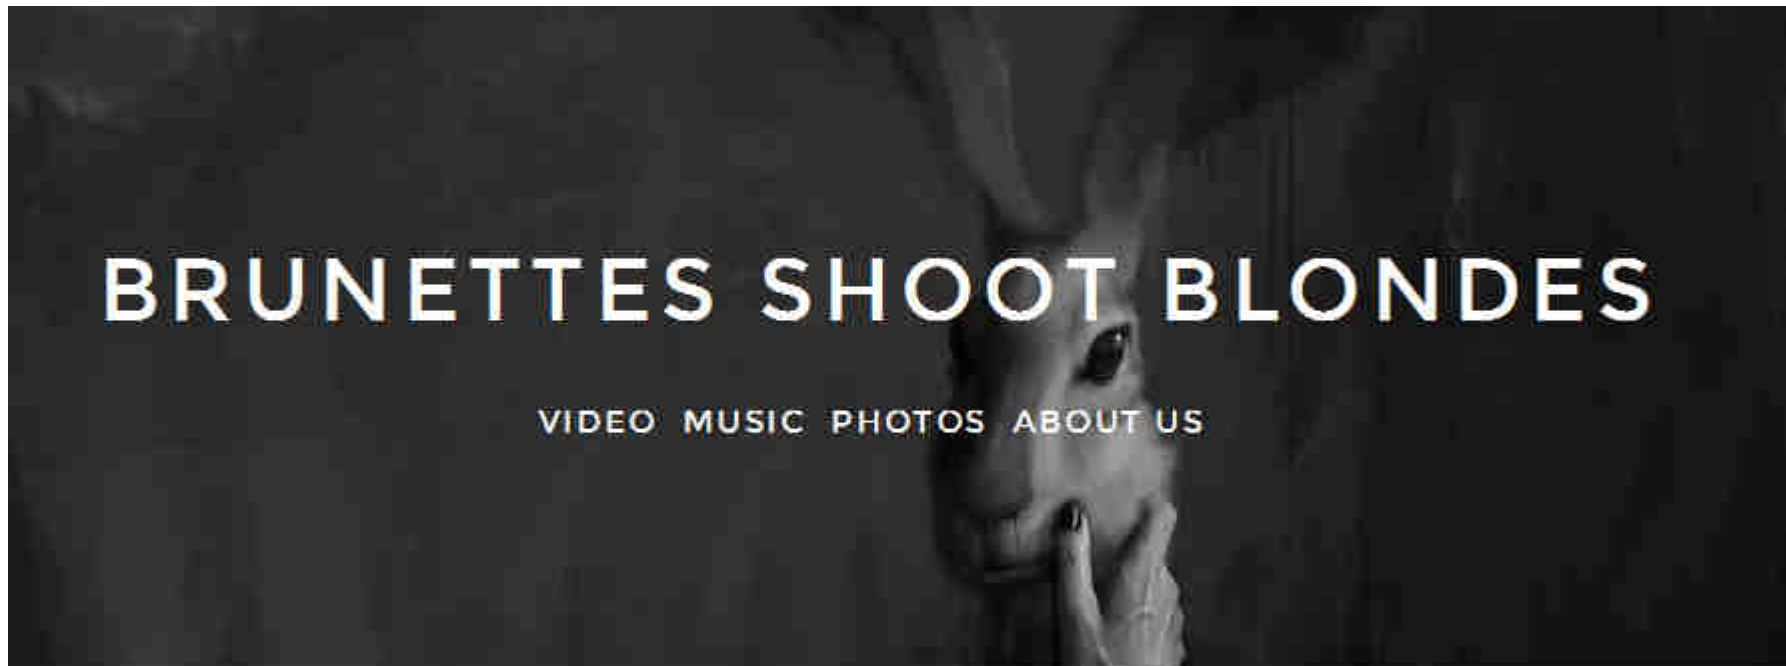 BRUNETTES SHOOT BLONDES
VIDEO MUSIC PHOTOS ABOUT US